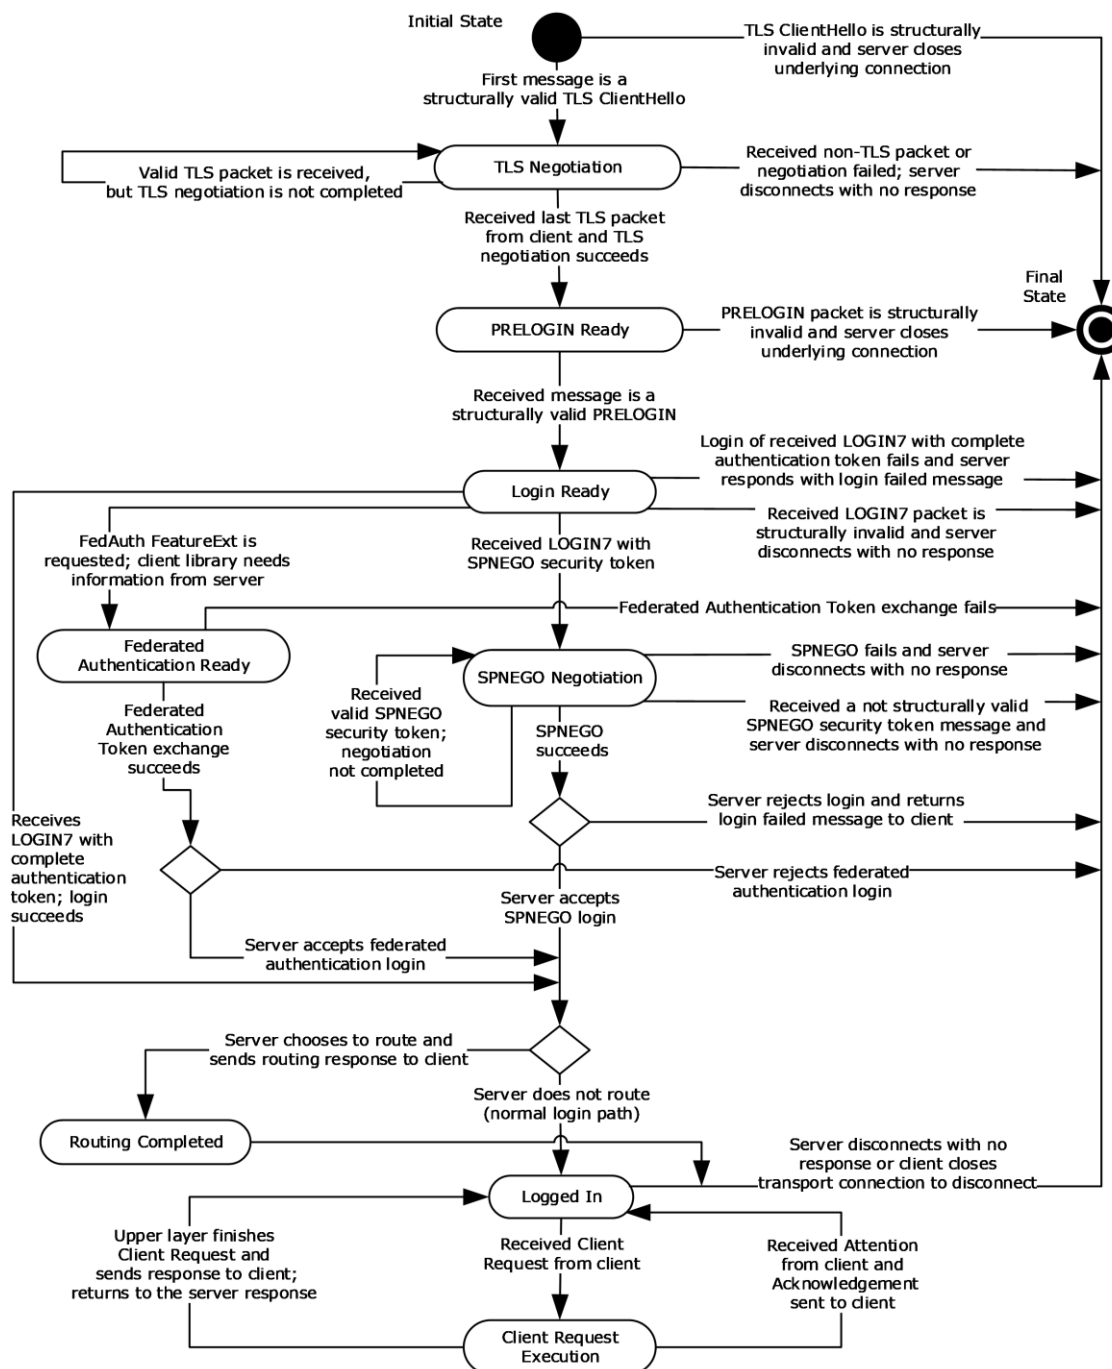 Initial State
TLS ClientHello is structurally
invalid and server closes
underlying connection
First message is a
structurally valid TLS ClientHello
TLS Negotiation
Valid TLS packet is received,
but TLS negotiation is not completed
Received non-TLS packet or
negotiation failed; server
disconnects with no response
Received last TLS packet
from client and TLS
negotiation succeeds
Final
State
PRELOGIN Ready
PRELOGIN packet is structurally
invalid and server closes
underlying connection
Received message is a
structurally valid PRELOGIN
Login of received LOGIN7 with complete
authentication token fails and server
responds with login failed message
Login Ready
Received LOGIN7 packet is
structurally invalid and server
disconnects with no response
FedAuth FeatureExt is
requested; client library needs
information from server
Received LOGIN7 with
SPNEGO security token
Federated Authentication Token exchange fails
Federated
Authentication Ready
SPNEGO Negotiation
SPNEGO fails and server
disconnects with no response
Received
valid SPNEGO
security token;
negotiation
not completed
Received a not structurally valid
SPNEGO security token message and
server disconnects with no response
Federated
Authentication
Token exchange
succeeds
SPNEGO
succeeds
Server rejects login and returns
login failed message to client
Receives
LOGIN7 with
complete
authentication
token; login
succeeds
Server rejects federated
authentication login
Server accepts
SPNEGO login
Server accepts federated
authentication login
Server chooses to route and
sends routing response to client
Server does not route
(normal login path)
Routing Completed
Server disconnects with no
response or client closes
transport connection to disconnect
Logged In
Upper layer finishes
Client Request and
sends response to client;
returns to the server response
Received Client
Request from client
Received Attention
from client and
Acknowledgement
sent to client
Client Request
Execution